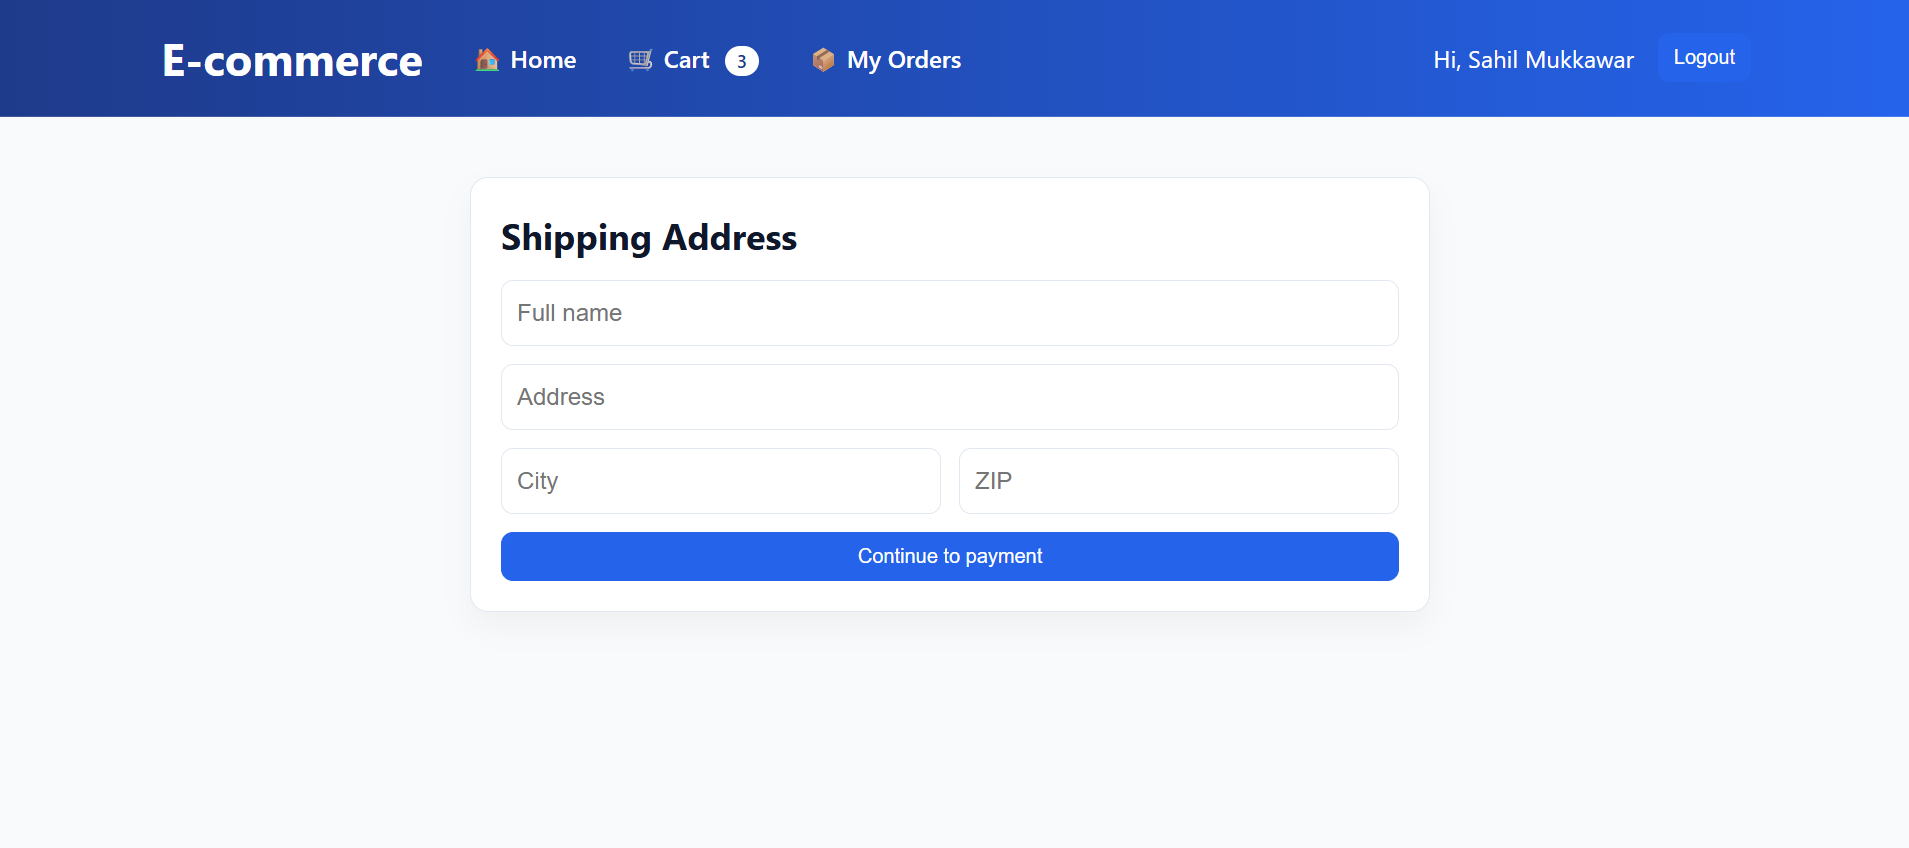 E-commerce Home Cart 3 My Orders Hi, Sahil Mukkawar Logout
Shipping Address
Full name
Address
City ZIP
Continue to payment